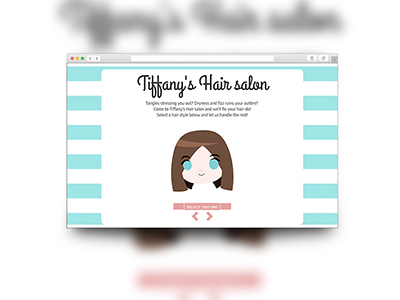 Tiffany's Hair salon
Tiffany's Hair salon
Tangles stressing you out? Dryness and fizz ruins your outfire?
Come to Tiffany's Hair salon and we'll fix your hair-do!
Select a hair style below and let us handle the rest!
SELECT THIS ONE